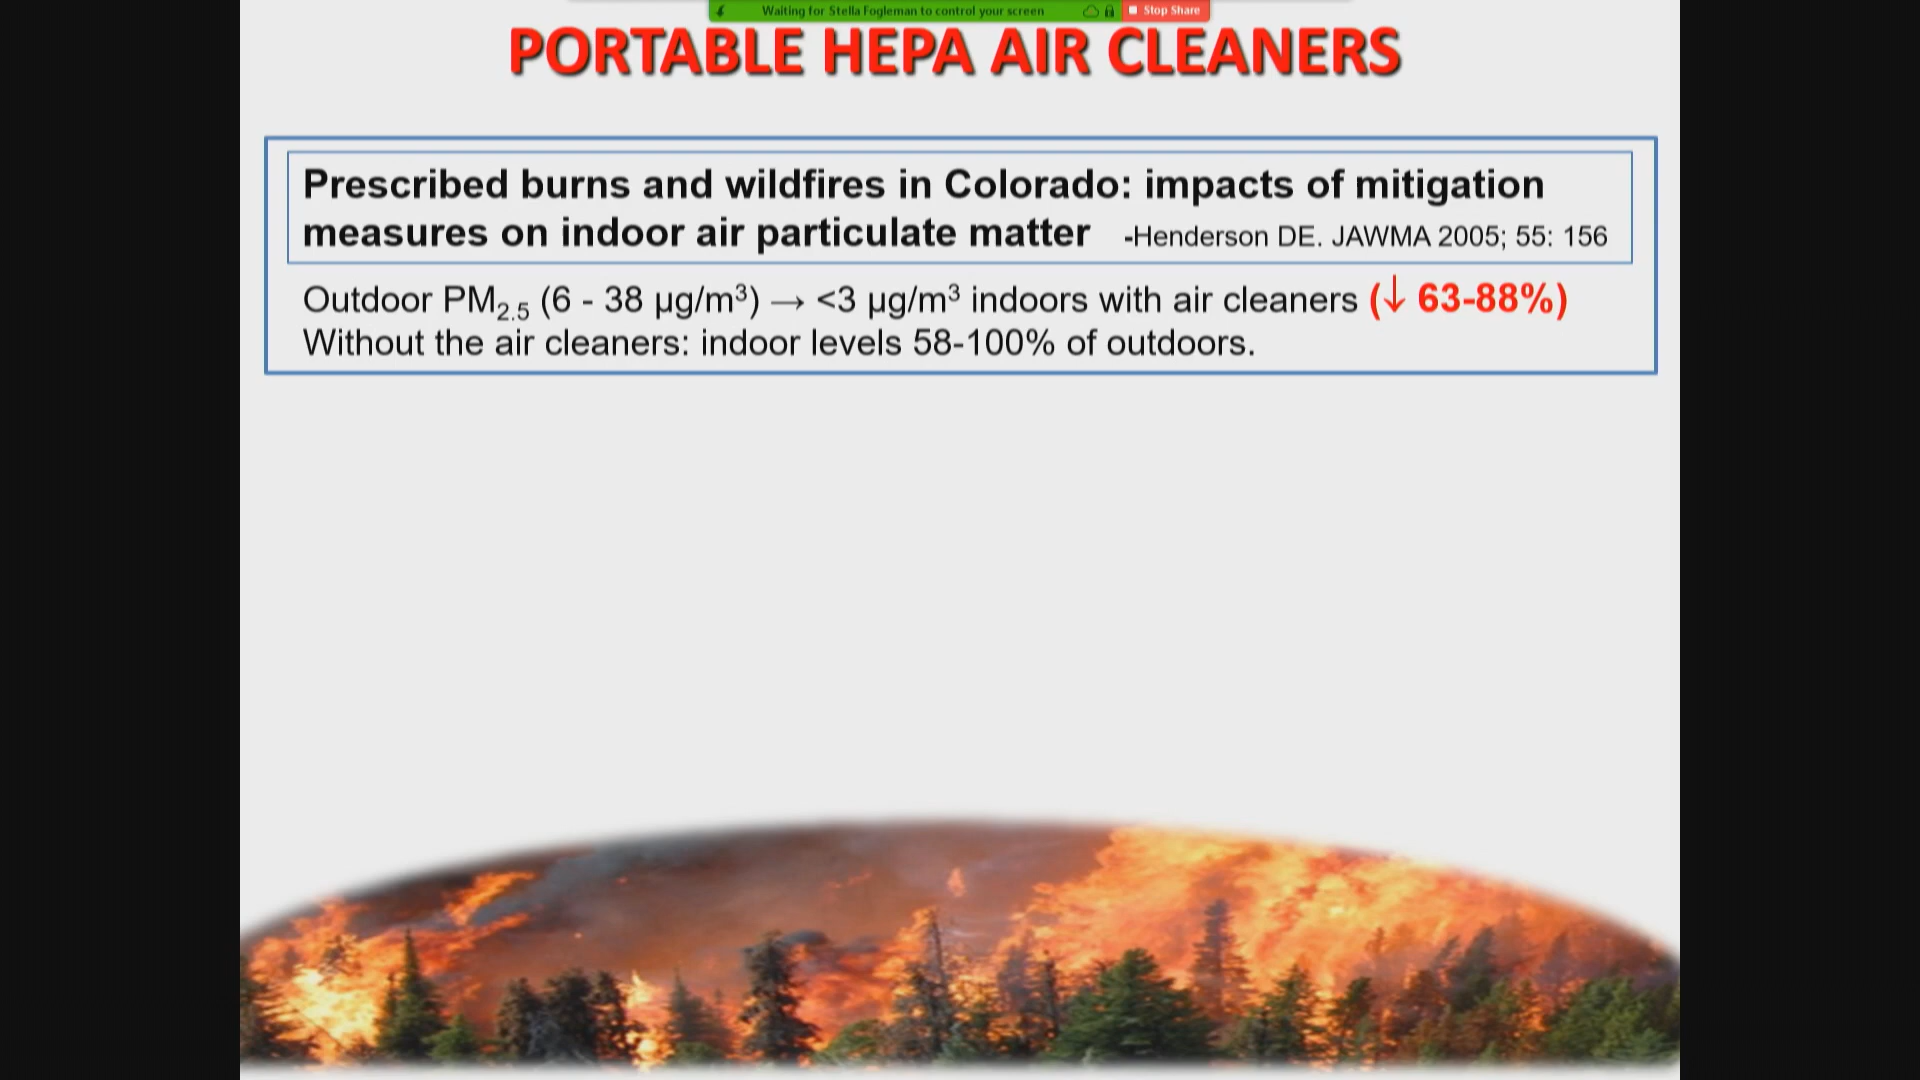 Waiting for Stella Fogleman to control your screen
Stop Share
PORTABLE HEPA AIR CLEANERS
Prescribed burns and wildfires in Colorado: impacts of mitigation
measures on indoor air particulate matter -Henderson DE. JAWMA 2005; 55: 156
Outdoor PM₂.₅ (6 - 38 µg/m³) → <3 µg/m³ indoors with air cleaners (↓ 63-88%)
Without the air cleaners: indoor levels 58-100% of outdoors.